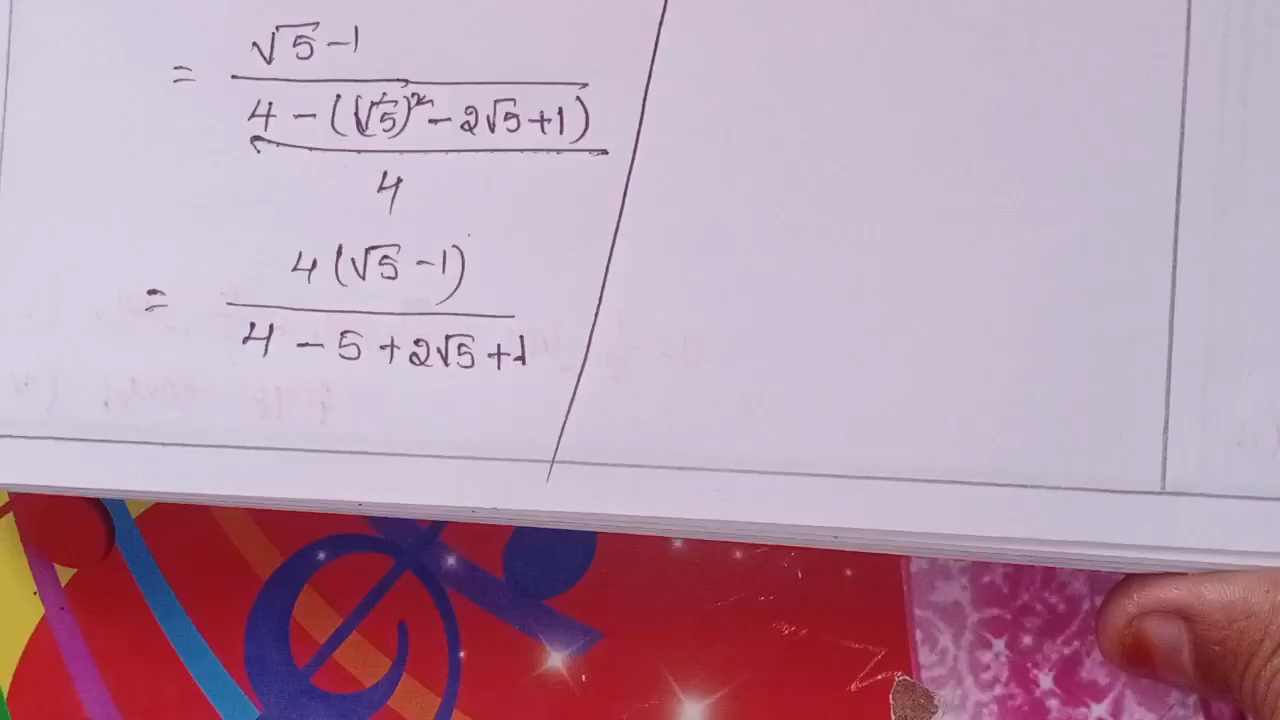 √5 -1
=
4 - ((√5)² - 2√5 +1)
4
4 (√5 -1)
=
4 - 5 + 2√5 +1